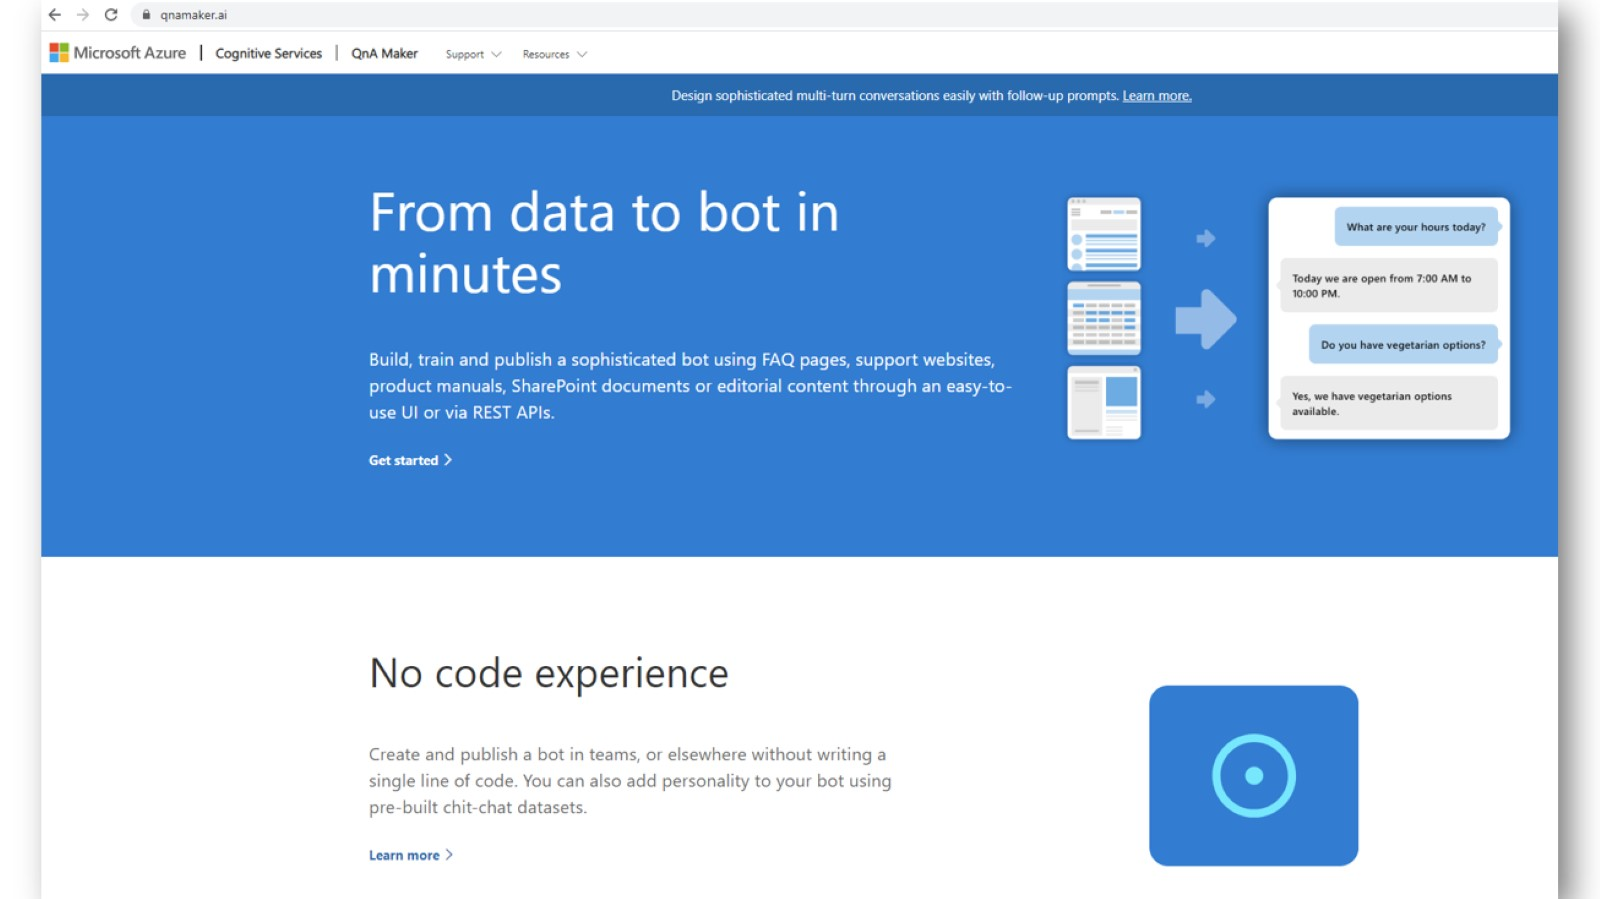 qnamaker.ai
Microsoft Azure | Cognitive Services | QnA Maker Support Resources
Design sophisticated multi-turn conversations easily with follow-up prompts. Learn more.
From data to bot in
minutes
Build, train and publish a sophisticated bot using FAQ pages, support websites,
product manuals, SharePoint documents or editorial content through an easy-to-
use UI or via REST APIs.
Get started
What are your hours today?
Today we are open from 7:00 AM to
10:00 PM.
Do you have vegetarian options?
Yes, we have vegetarian options
available.
No code experience
Create and publish a bot in teams, or elsewhere without writing a
single line of code. You can also add personality to your bot using
pre-built chit-chat datasets.
Learn more